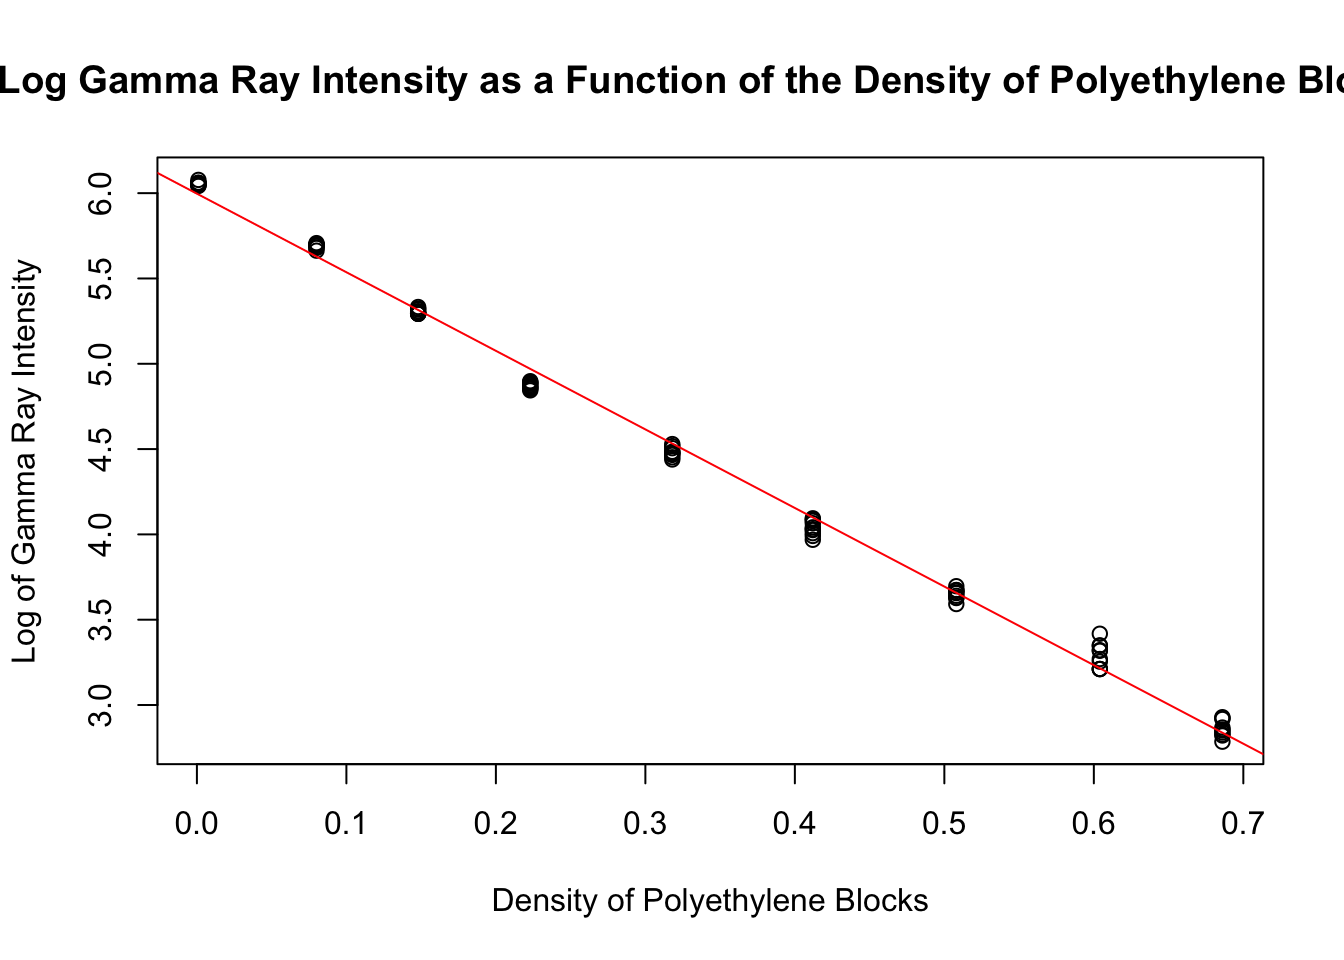 Log Gamma Ray Intensity as a Function of the Density of Polyethylene Blo
Log of Gamma Ray Intensity
6.0
5.5
5.0
4.5
4.0
3.5
3.0
0.0 0.1 0.2 0.3 0.4 0.5 0.6 0.7
Density of Polyethylene Blocks